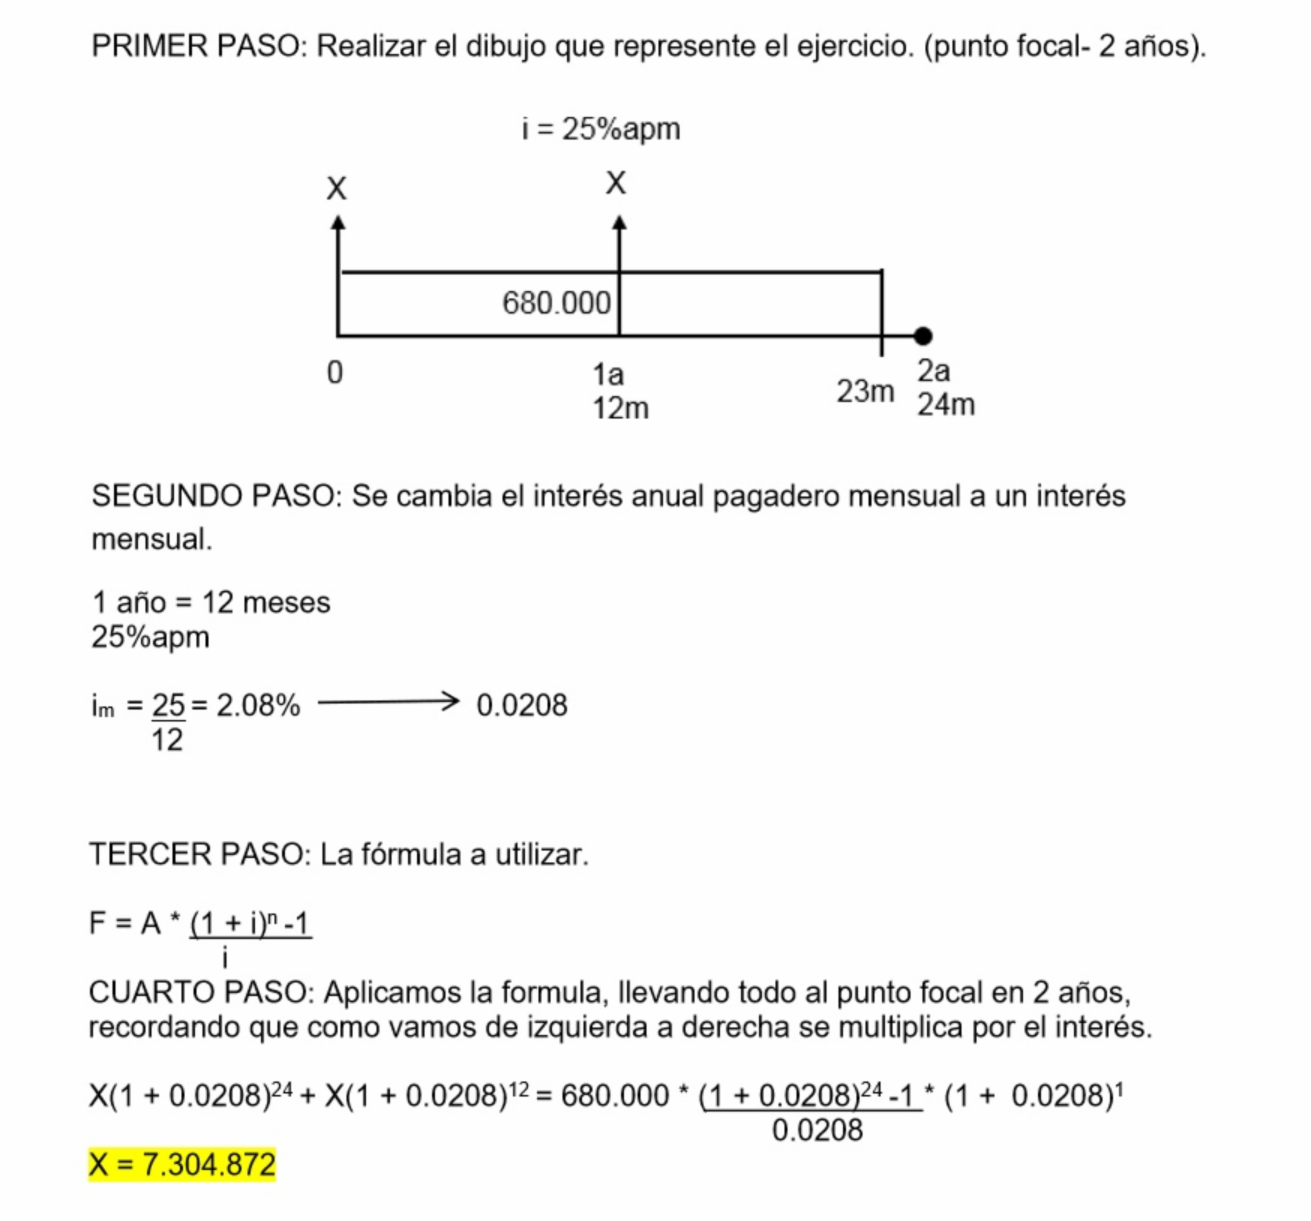 PRIMER PASO: Realizar el dibujo que represente el ejercicio. (punto focal- 2 años).
i = 25%apm
X X
680.000
0 1a 23m 2a
12m 24m
SEGUNDO PASO: Se cambia el interés anual pagadero mensual a un interés
mensual.
1 año = 12 meses
25%apm
im = 25 = 2.08% → 0.0208
12
TERCER PASO: La fórmula a utilizar.
F = A * (1 + i)ⁿ -1
i
CUARTO PASO: Aplicamos la formula, llevando todo al punto focal en 2 años,
recordando que como vamos de izquierda a derecha se multiplica por el interés.
X(1 + 0.0208)²⁴ + X(1 + 0.0208)¹² = 680.000 * (1 + 0.0208)²⁴ -1 * (1 + 0.0208)¹
0.0208
X = 7.304.872